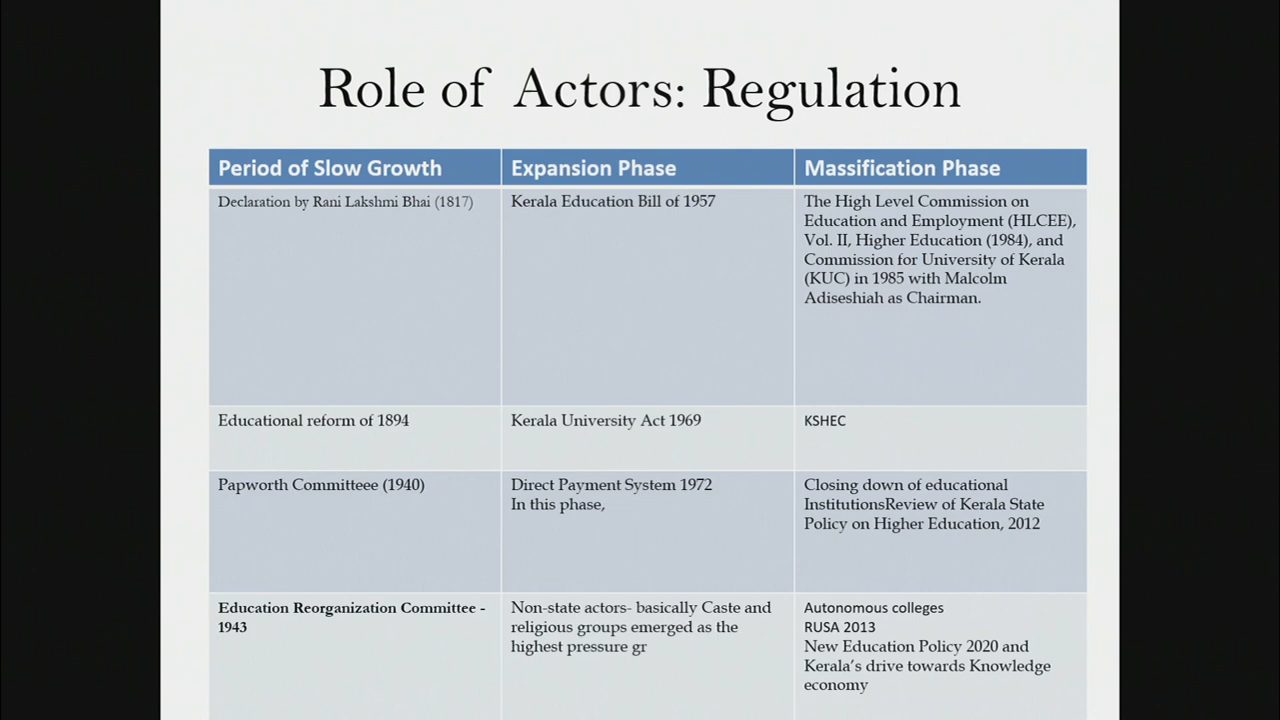 Role of Actors: Regulation
Period of Slow Growth
Expansion Phase
Massification Phase
Declaration by Rani Lakshmi Bhai (1817)
Kerala Education Bill of 1957
The High Level Commission on
Education and Employment (HLCEE),
Vol. II, Higher Education (1984), and
Commission for University of Kerala
(KUC) in 1985 with Malcolm
Adiseshiah as Chairman.
Educational reform of 1894
Kerala University Act 1969
KSHEC
Papworth Committeee (1940)
Direct Payment System 1972
In this phase,
Closing down of educational
InstitutionsReview of Kerala State
Policy on Higher Education, 2012
Education Reorganization Committee -
1943
Non-state actors- basically Caste and
religious groups emerged as the
highest pressure gr
Autonomous colleges
RUSA 2013
New Education Policy 2020 and
Kerala’s drive towards Knowledge
economy